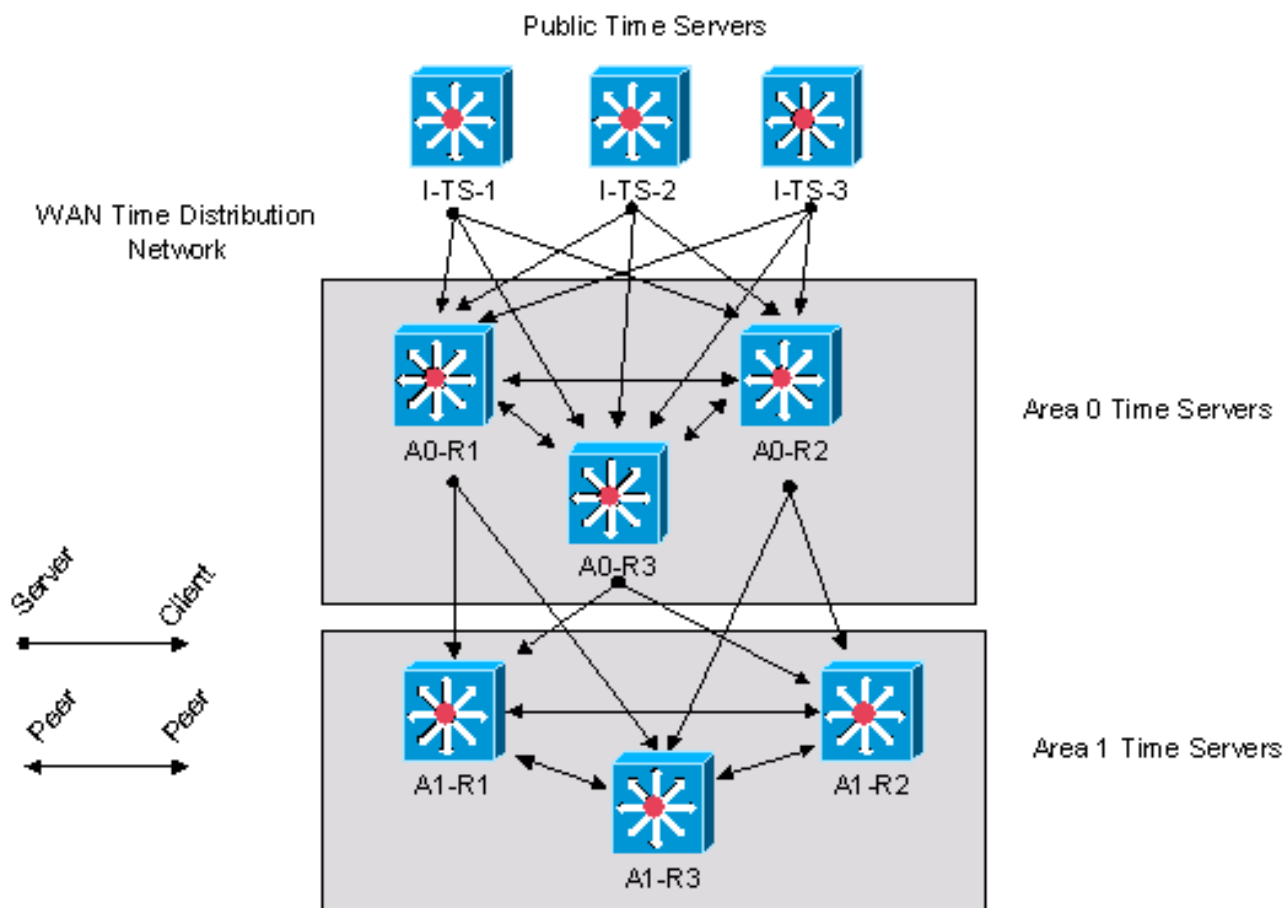 Public Time Servers
I-TS-1
I-TS-2
I-TS-3
WAN Time Distribution
Network
A0-R1
A0-R2
Area 0 Time Servers
A0-R3
Server
Client
Peer
Peer
A1-R1
A1-R2
Area 1 Time Servers
A1-R3